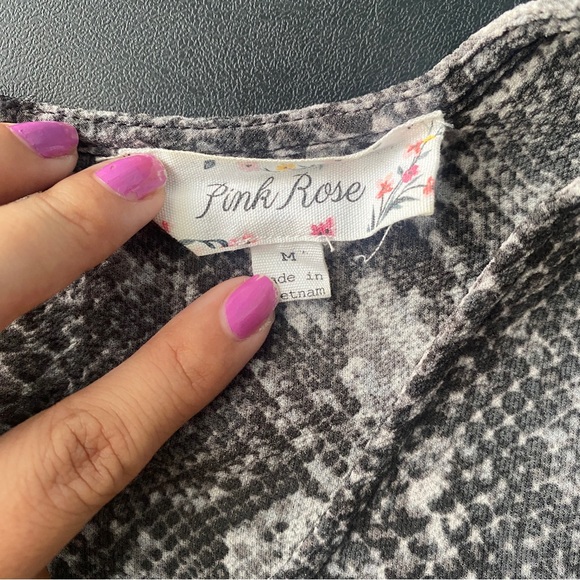 Pink Rose
M
ade in
etnam